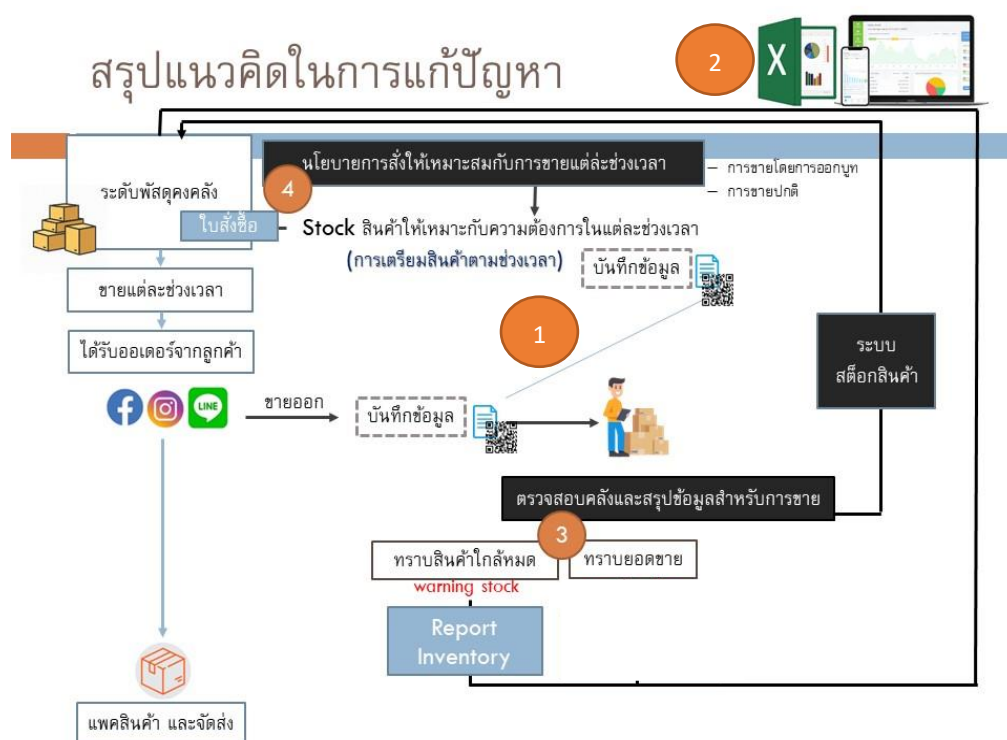 สรุปแนวคิดในการแก้ปัญหา
2
X
นโยบายการสั่งให้เหมาะสมกับการขายแต่ล่ะช่วงเวลา
– การขายโดยการออกบูท
– การขายปกติ
ระดับพัสดุคงคลัง
4
ใบสั่งซื้อ
Stock สินค้าให้เหมาะกับความต้องการในแต่ละช่วงเวลา
(การเตรียมสินค้าตามช่วงเวลา)
บันทึกข้อมูล
ขายแต่ละช่วงเวลา
1
ได้รับออเดอร์จากลูกค้า
ระบบ
สต็อกสินค้า
LINE
ขายออก
บันทึกข้อมูล
ตรวจสอบคลังและสรุปข้อมูลสำหรับการขาย
3
ทราบสินค้าใกล้หมด
ทราบยอดขาย
warning stock
Report
Inventory
แพคสินค้า และจัดส่ง